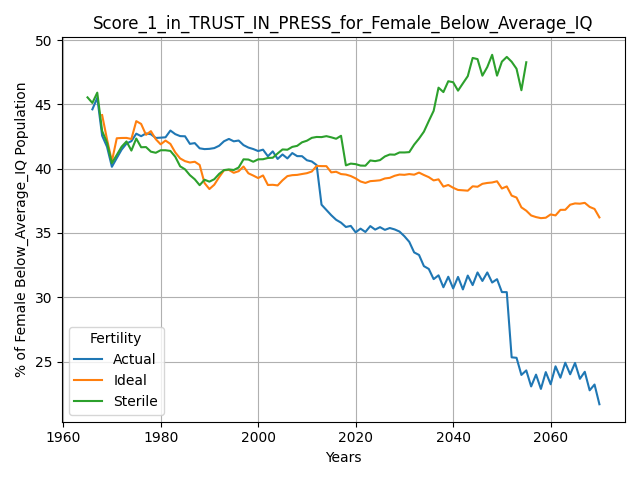 Score_1_in_TRUST_IN_PRESS_for_Female_Below_Average_IQ
% of Female Below_Average_IQ Population
50
45
40
35
30
25
Fertility
Actual
Ideal
Sterile
1960
1980
2000
2020
2040
2060
Years